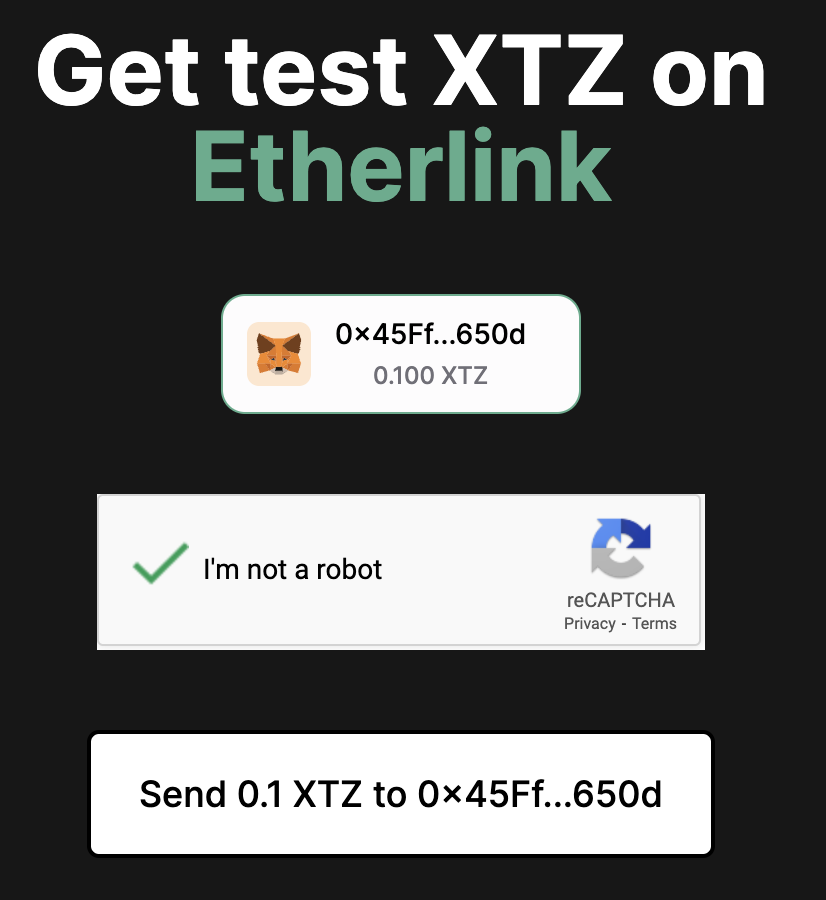 Get test XTZ on
Etherlink
0×45Ff...650d
0.100 XTZ
I'm not a robot
reCAPTCHA
Privacy - Terms
Send 0.1 XTZ to 0×45Ff...650d